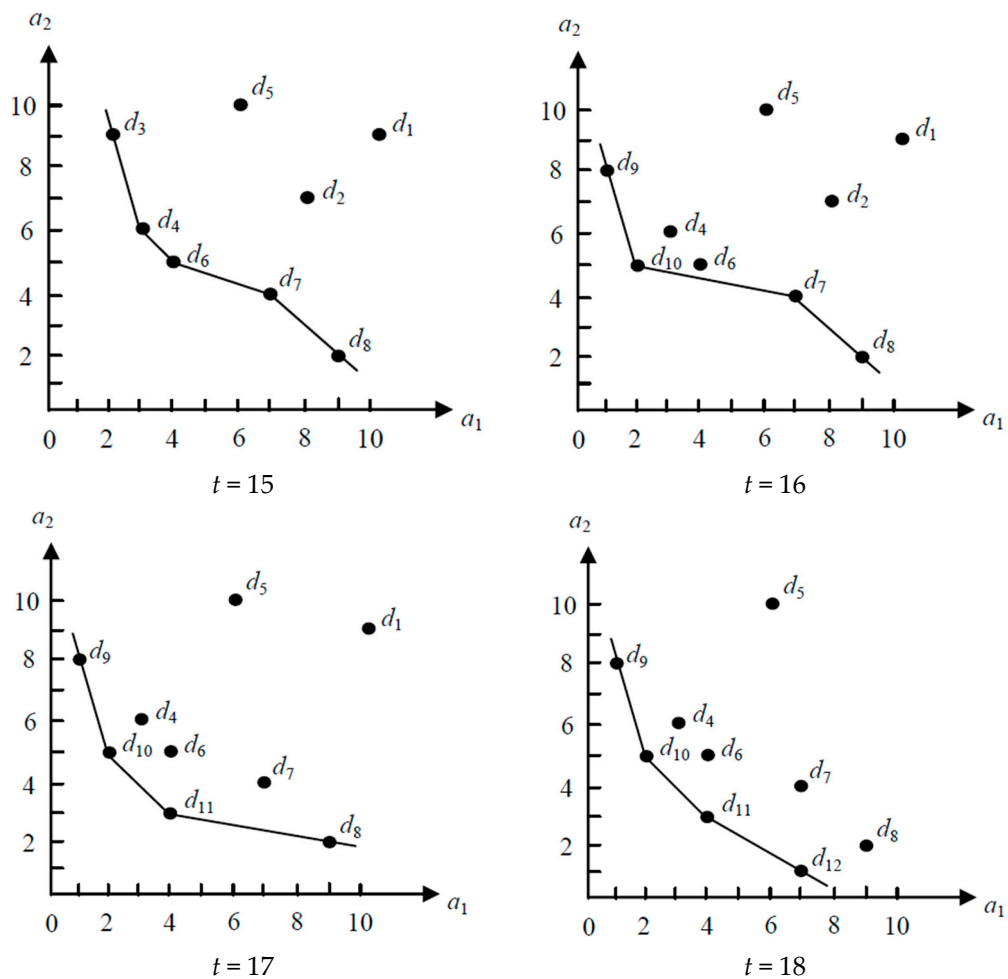 a₂ a₂
10 d₅ 10 d₅
d₃ d₁ d₁
8 8 d₉
d₂ d₂
6 d₄ 6 d₄
d₆ d₁₀ d₆
4 d₇ 4 d₇
2 d₈ 2 d₈
a₁ a₁
0 2 4 6 8 10 0 2 4 6 8 10
t = 15 t = 16
a₂ a₂
10 d₅ 10 d₅
d₁
8 d₉ 8 d₉
6 d₄ 6 d₄
d₁₀ d₆ d₁₀ d₆
4 d₇ 4 d₇
d₁₁ d₁₁
2 d₈ 2 d₈
d₁₂
a₁ a₁
0 2 4 6 8 10 0 2 4 6 8 10
t = 17 t = 18